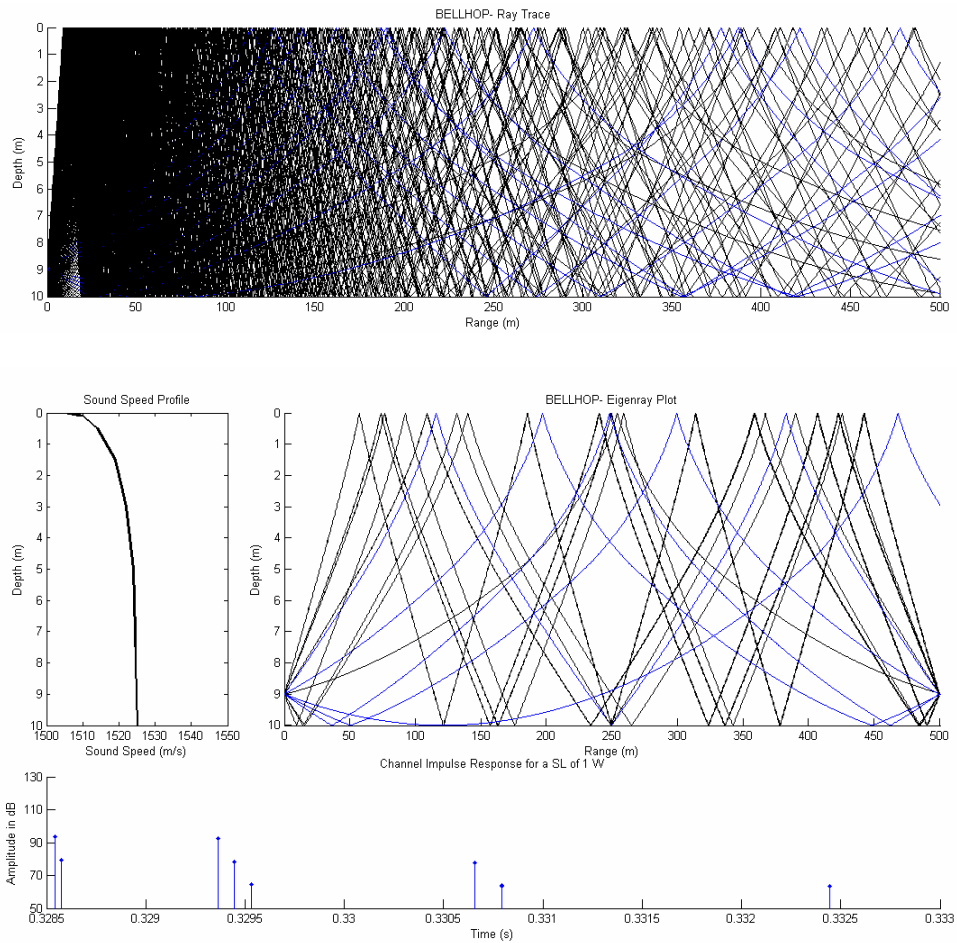 BELLHOP- Ray Trace
0
1
2
3
4
5
6
7
8
9
10
Depth (m)
0 50 100 150 200 250 300 350 400 450 500
Range (m)
Sound Speed Profile
0
1
2
3
4
5
6
7
8
9
10
Depth (m)
1500 1510 1520 1530 1540 1550
Sound Speed (m/s)
BELLHOP- Eigenray Plot
0
1
2
3
4
5
6
7
8
9
10
Depth (m)
0 50 100 150 200 250 300 350 400 450 500
Range (m)
Channel Impulse Response for a SL of 1 W
130
110
90
70
50
Amplitude in dB
0.3285 0.329 0.3295 0.33 0.3305 0.331 0.3315 0.332 0.3325 0.333
Time (s)